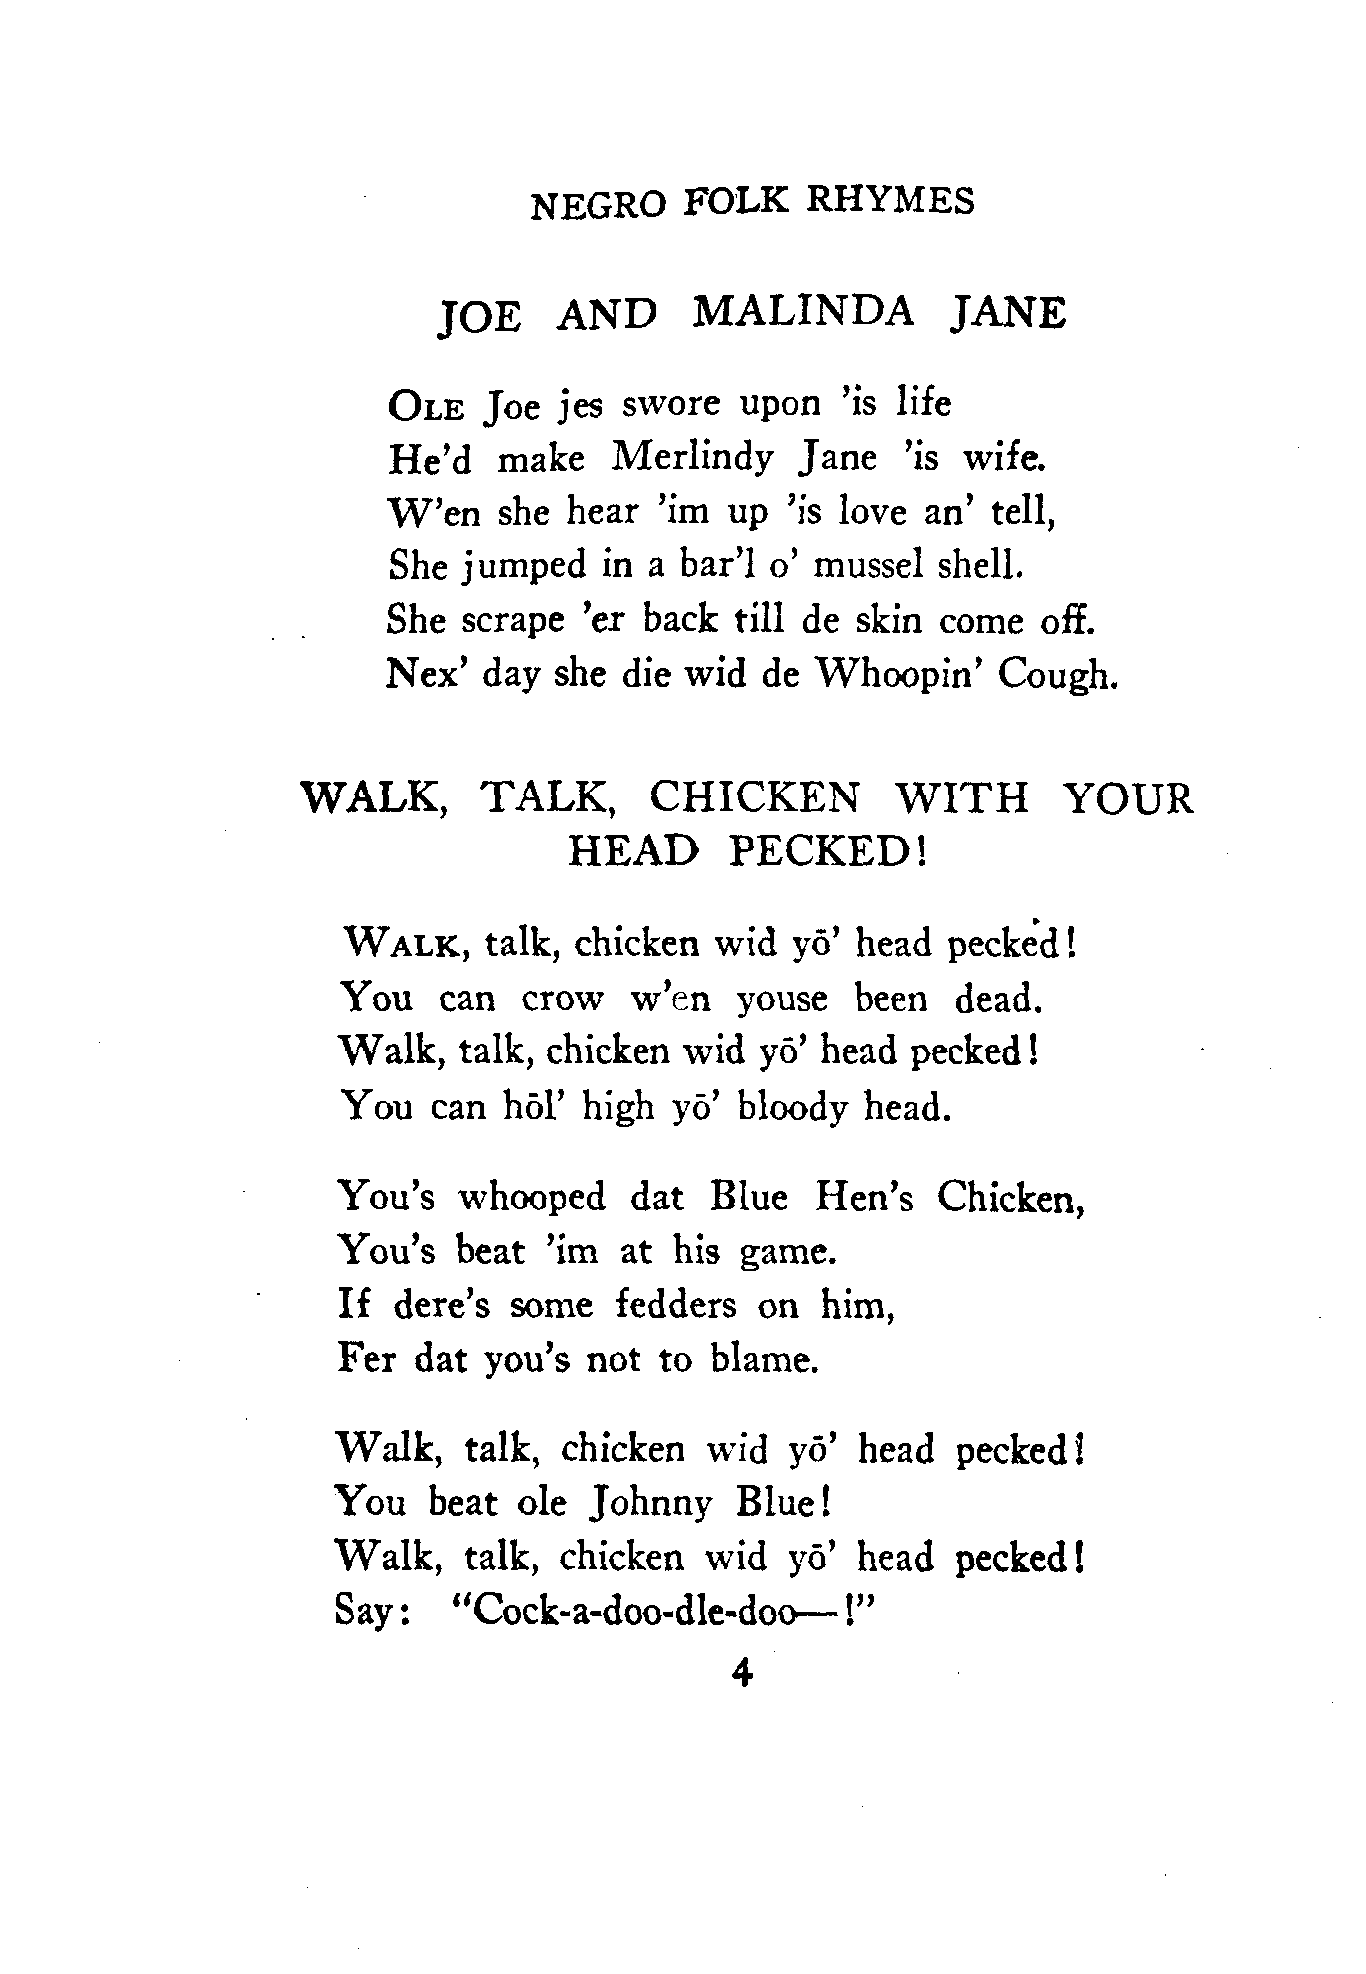 NEGRO FOLK RHYMES
JOE AND MALINDA JANE
OLE Joe jes swore upon 'is life
He'd make Merlindy Jane 'is wife.
W'en she hear 'im up 'is love an' tell,
She jumped in a bar'l o' mussel shell.
She scrape 'er back till de skin come off.
Nex' day she die wid de Whoopin' Cough.
WALK, TALK, CHICKEN WITH YOUR
HEAD PECKED!
WALK, talk, chicken wid yō' head pecked!
You can crow w'en youse been dead.
Walk, talk, chicken wid yō' head pecked!
You can hōl' high yō' bloody head.
You's whooped dat Blue Hen's Chicken,
You's beat 'im at his game.
If dere's some fedders on him,
Fer dat you's not to blame.
Walk, talk, chicken wid yō' head pecked!
You beat ole Johnny Blue!
Walk, talk, chicken wid yō' head pecked!
Say: "Cock-a-doo-dle-doo—!"
4